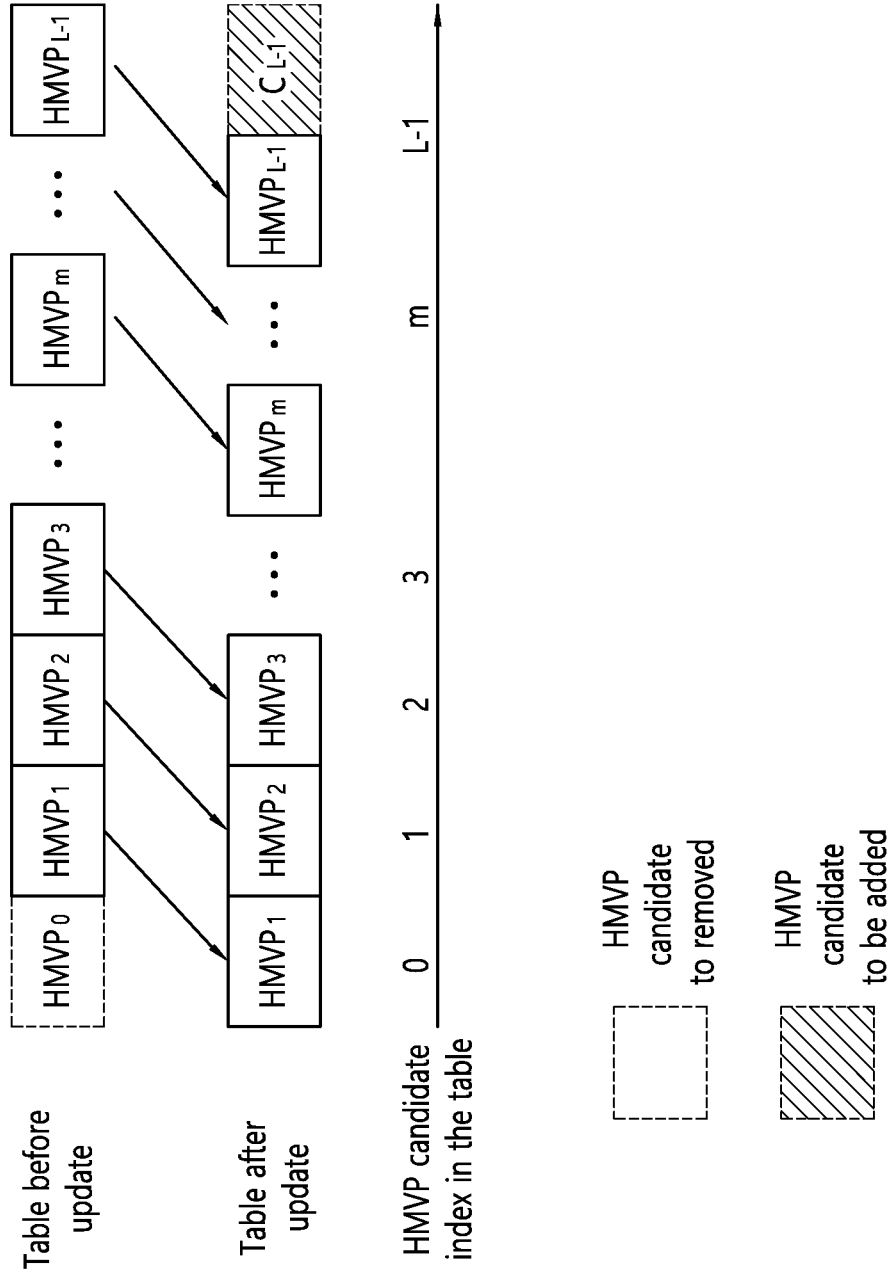 Table before
update
HMVP0 HMVP1 HMVP2 HMVP3 ••• HMVPm ••• HMVPL-1
Table after
update
HMVP1 HMVP2 HMVP3 ••• HMVPm ••• HMVPL-1 CL-1
HMVP candidate
index in the table
0 1 2 3 m L-1
HMVP
candidate
to removed
HMVP
candidate
to be added